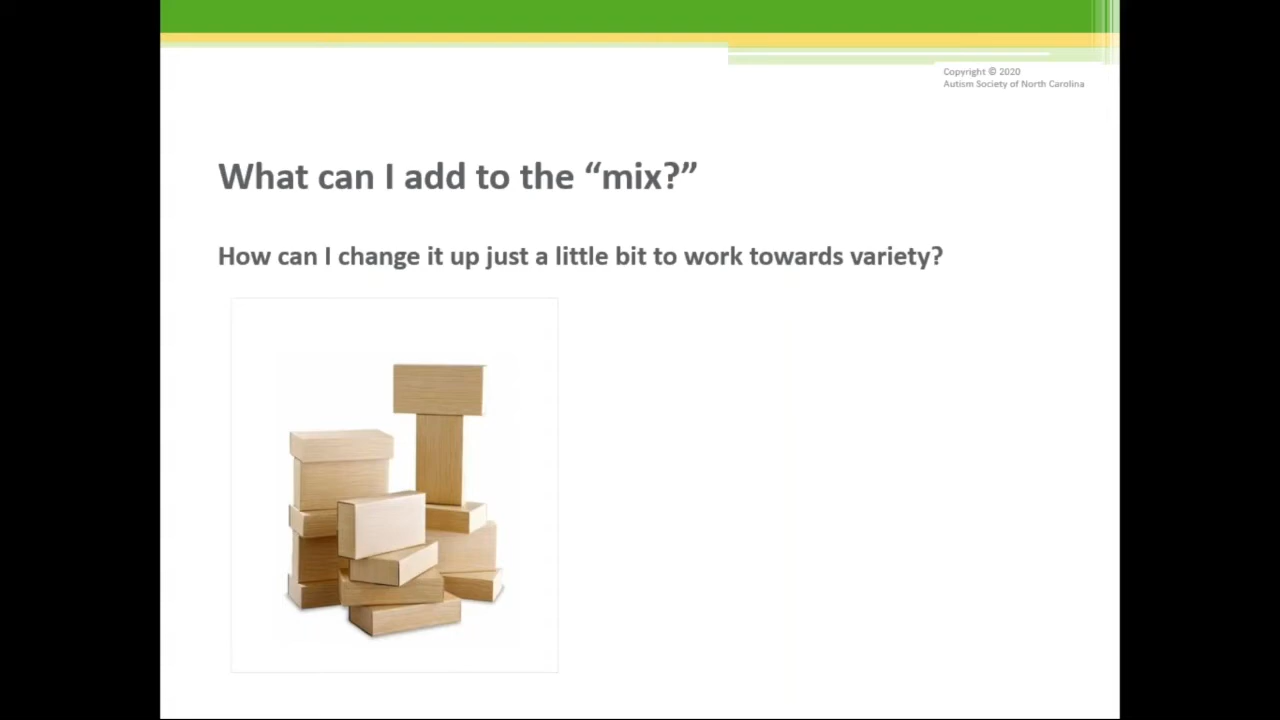 Copyright © 2020
Autism Society of North Carolina
What can I add to the “mix?”
How can I change it up just a little bit to work towards variety?